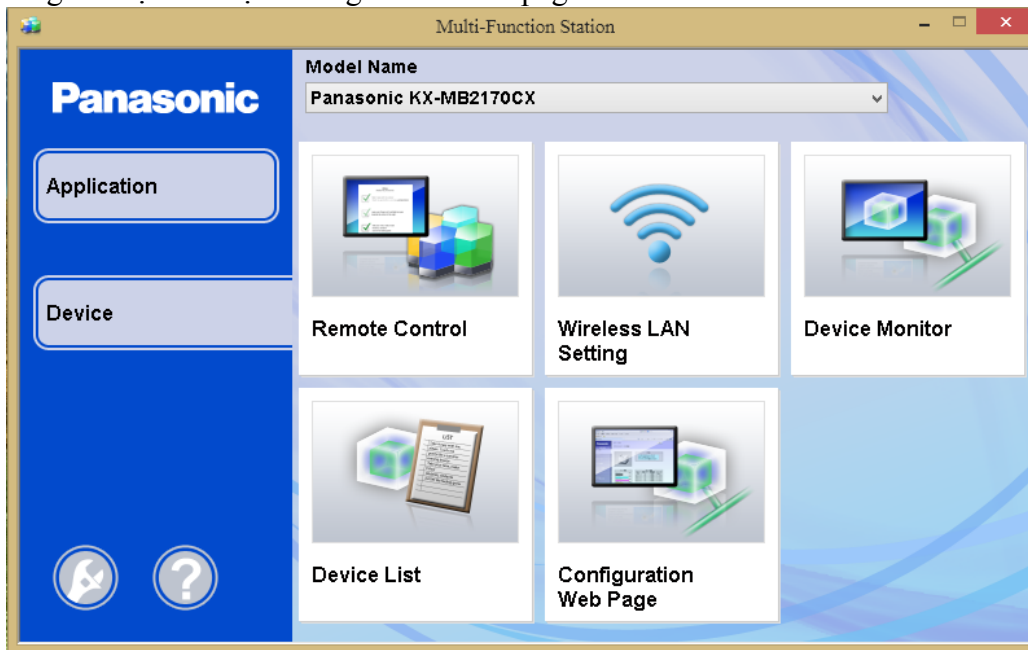 Multi-Function Station
Model Name
Panasonic
Panasonic KX-MB2170CX
Application
Device
Remote Control
Wireless LAN
Setting
Device Monitor
LIST
Device List
Configuration
Web Page